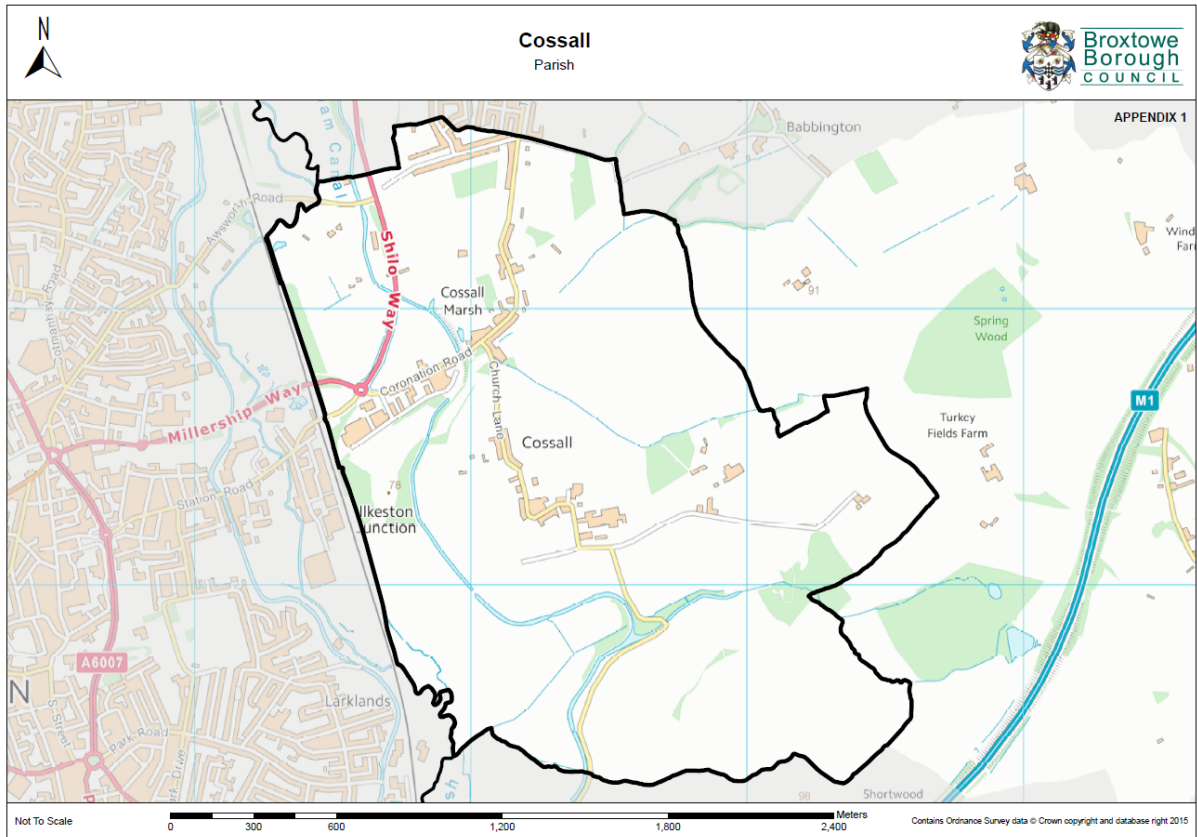 N
Cossall
Parish
Broxtowe
Borough
COUNCIL
APPENDIX 1
Babbington
Awsworth Road
Shilo Way
Cossall
Marsh
91
Spring
Wood
M1
Coronation Road
Church Lane
Millership Way
Turkey
Fields Farm
Cossall
Station Road
78
Ilkeston
Junction
A6007
N
Larklands
S Street
Park Road
Park Drive
98
Shortwood
Not To Scale
0 300 600 1,200 1,800 2,400
Meters
Contains Ordnance Survey data © Crown copyright and database right 2015